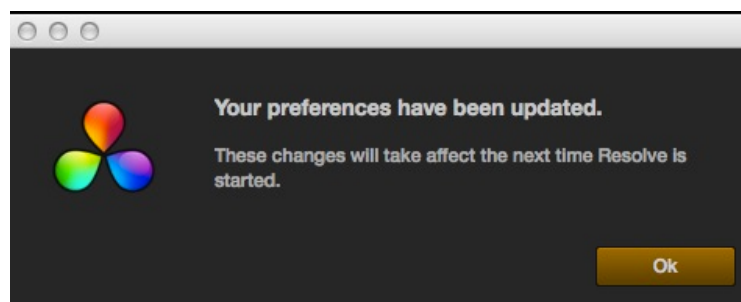 Your preferences have been updated.
These changes will take affect the next time Resolve is
started.
Ok